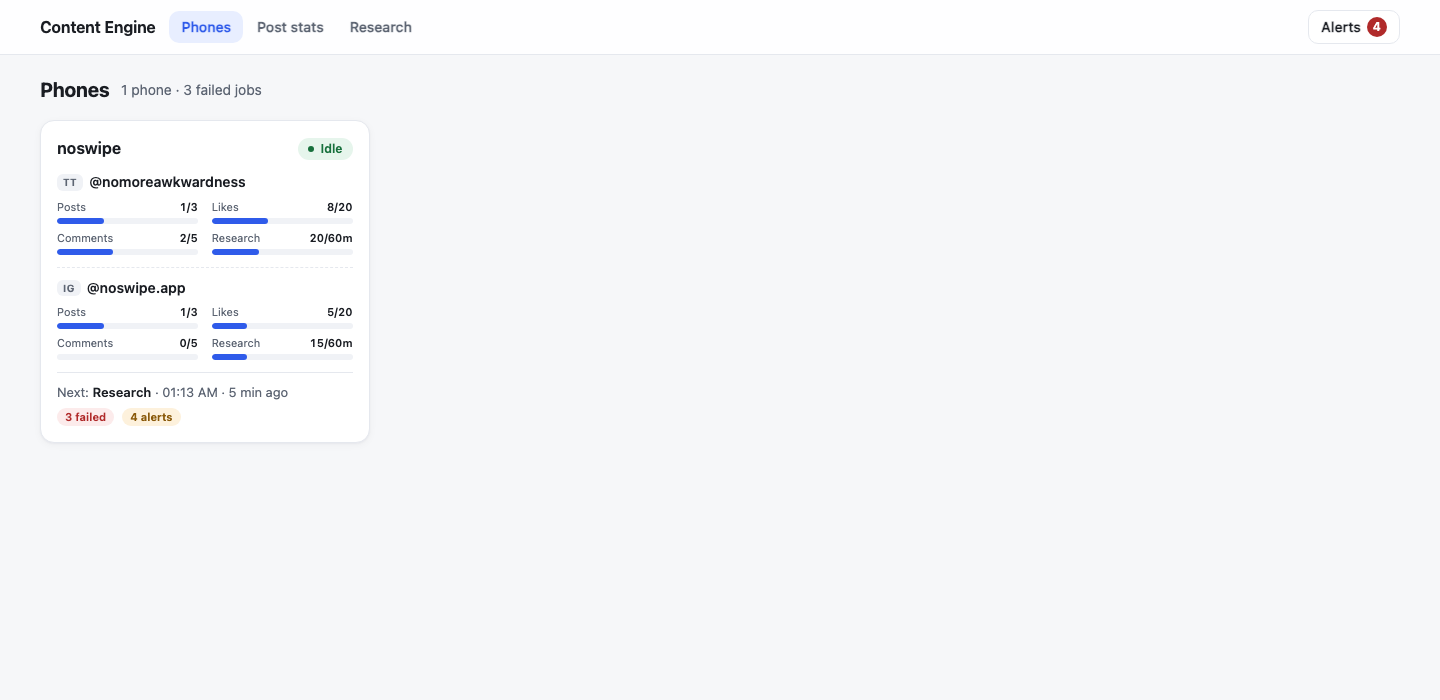 Content Engine Phones Post stats Research Alerts 4
Phones 1 phone · 3 failed jobs
noswipe Idle
TT @nomoreawkwardness
Posts 1/3 Likes 8/20
Comments 2/5 Research 20/60m
IG @noswipe.app
Posts 1/3 Likes 5/20
Comments 0/5 Research 15/60m
Next: Research · 01:13 AM · 5 min ago
3 failed 4 alerts